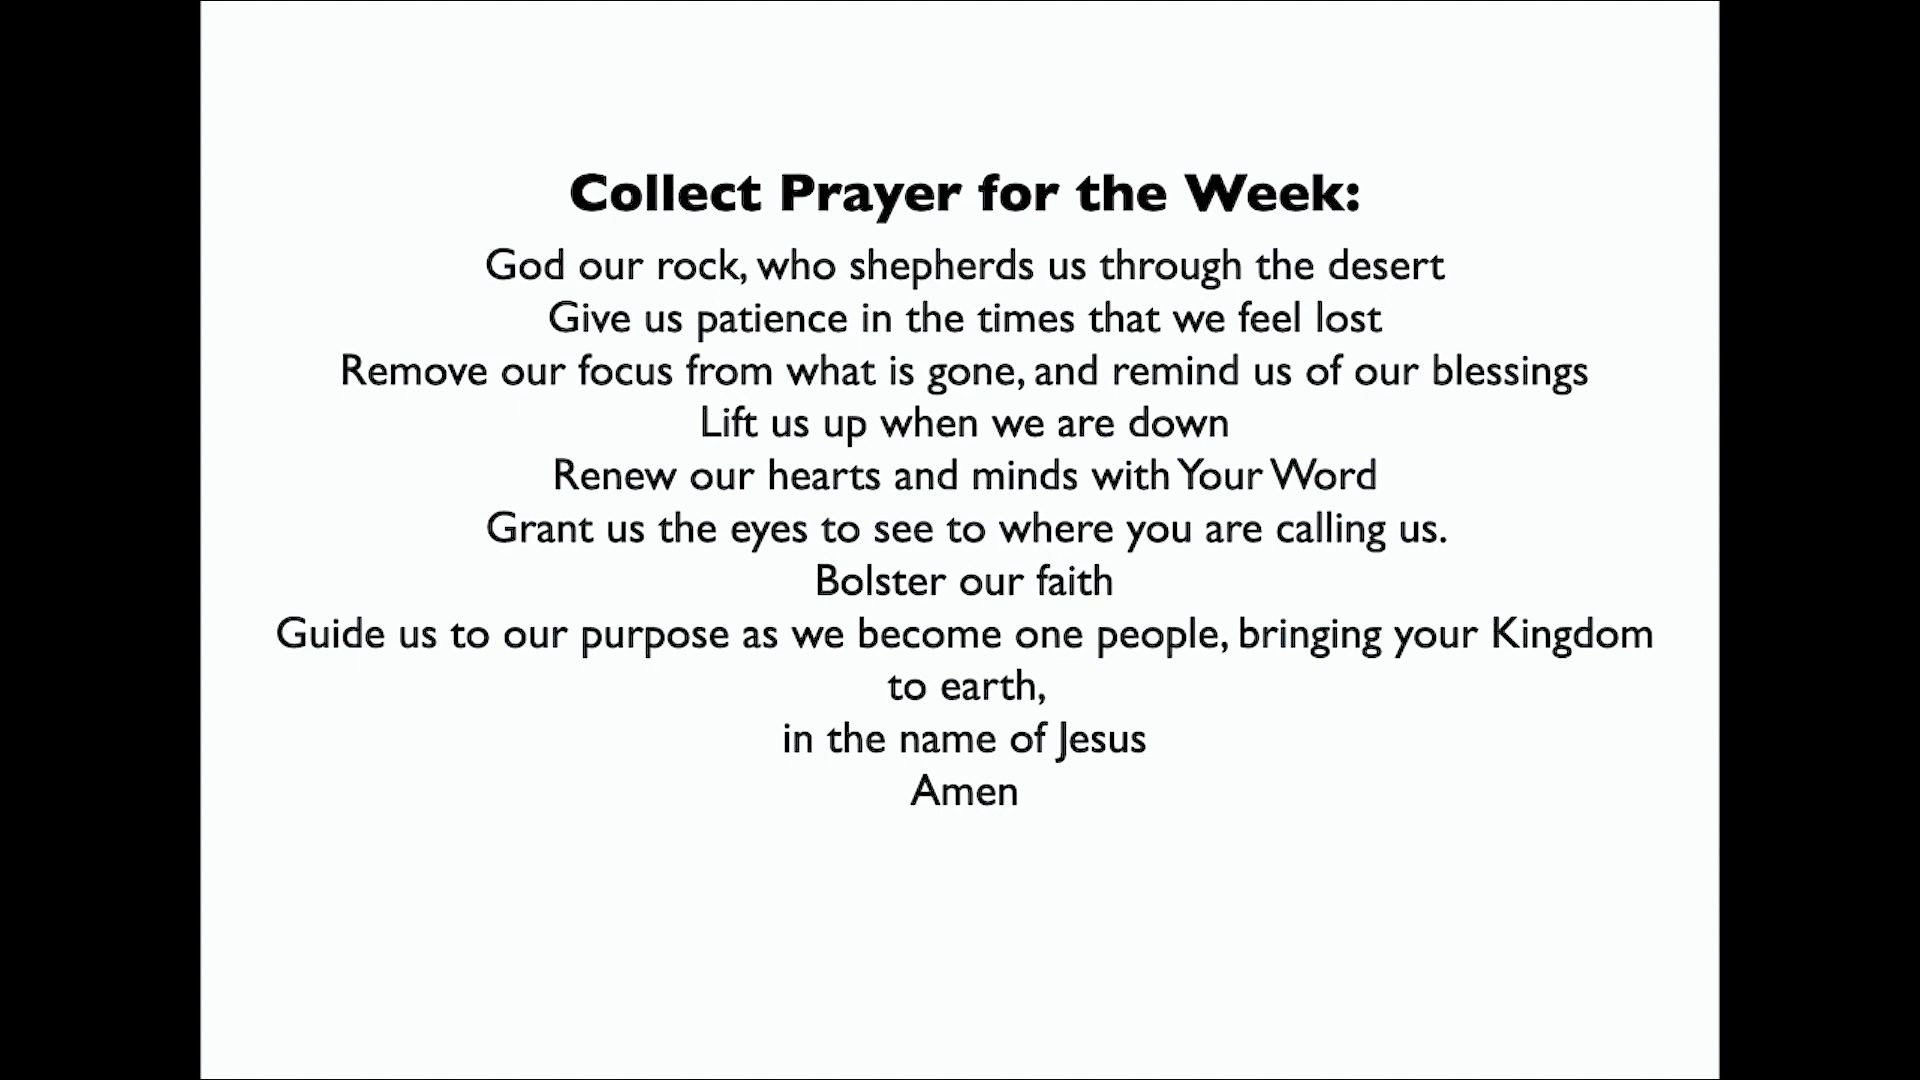 Collect Prayer for the Week:
God our rock, who shepherds us through the desert
Give us patience in the times that we feel lost
Remove our focus from what is gone, and remind us of our blessings
Lift us up when we are down
Renew our hearts and minds with Your Word
Grant us the eyes to see to where you are calling us.
Bolster our faith
Guide us to our purpose as we become one people, bringing your Kingdom
to earth,
in the name of Jesus
Amen